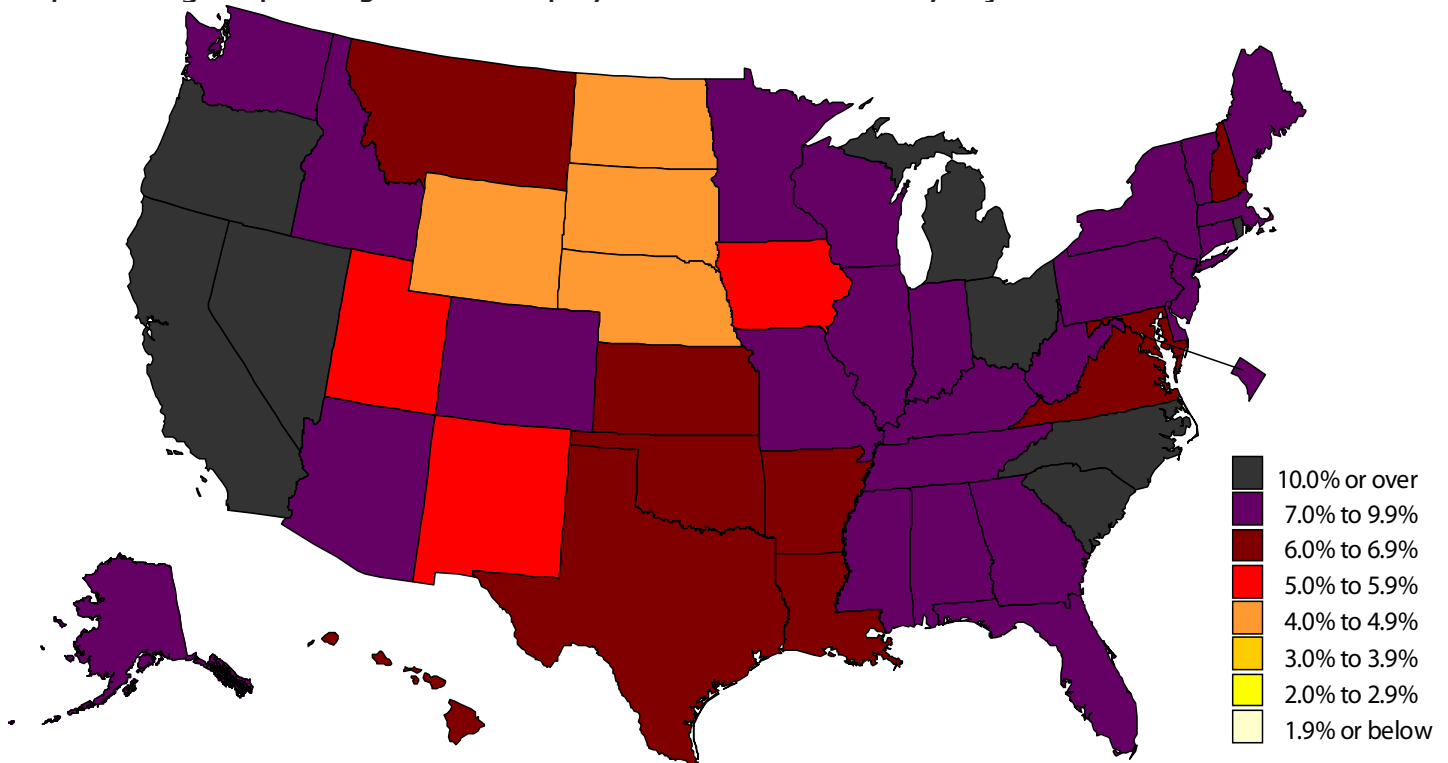 10.0% or over
7.0% to 9.9%
6.0% to 6.9%
5.0% to 5.9%
4.0% to 4.9%
3.0% to 3.9%
2.0% to 2.9%
1.9% or below